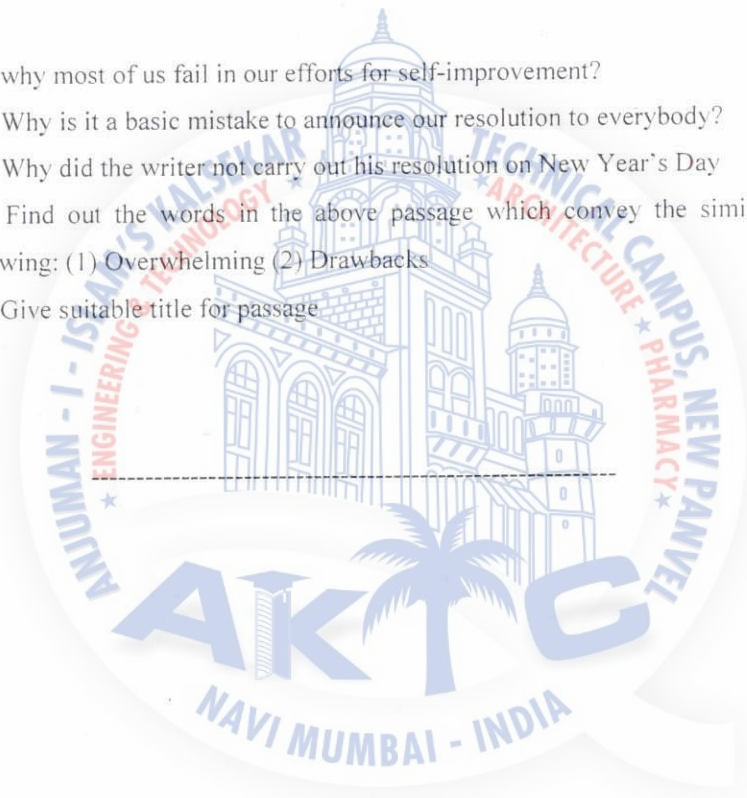 why most of us fail in our efforts for self-improvement?
Why is it a basic mistake to announce our resolution to everybody?
Why did the writer not carry out his resolution on New Year's Day
Find out the words in the above passage which convey the simi
wing: (1) Overwhelming (2) Drawbacks
Give suitable title for passage
ANJUMAN - I - ISLAM'S KALSEKAR TECHNICAL CAMPUS, NEW PANVEL
ENGINEERING & TECHNOLOGY ★ ARCHITECTURE ★ PHARMACY ★
AKTC
NAVI MUMBAI - INDIA